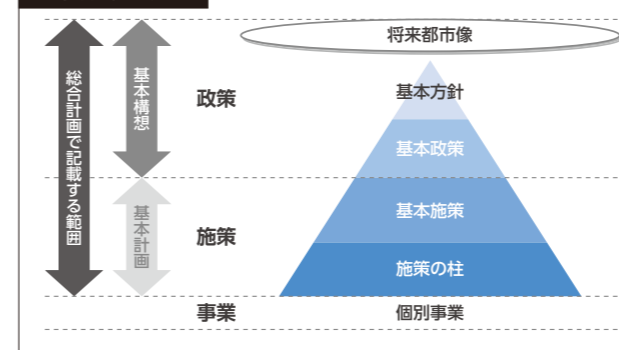 将来都市像
総合計画で記載する範囲
基本構想
政策
基本方針
基本政策
基本計画
施策
基本施策
施策の柱
事業
個別事業